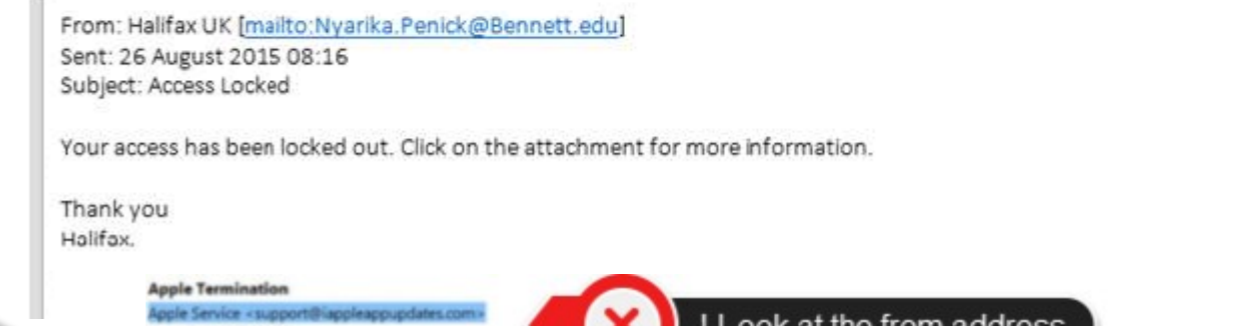 From: Halifax UK [mailto:Nyarika.Penick@Bennett.edu]
Sent: 26 August 2015 08:16
Subject: Access Locked
Your access has been locked out. Click on the attachment for more information.
Thank you
Halifax.
Apple Termination
Apple Service <support@iappleappupdates.com>
Look at the from address